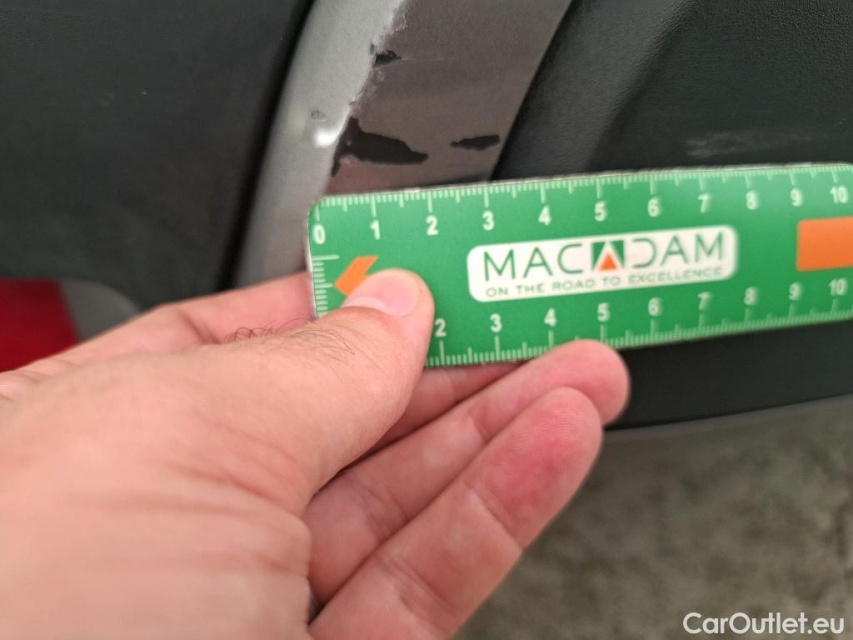 0 1 2 3 4 5 6 7 8 9 10
MACADAM
ON THE ROAD TO EXCELLENCE
2 3 4 5 6 7 8 9 10
CarOutlet.eu